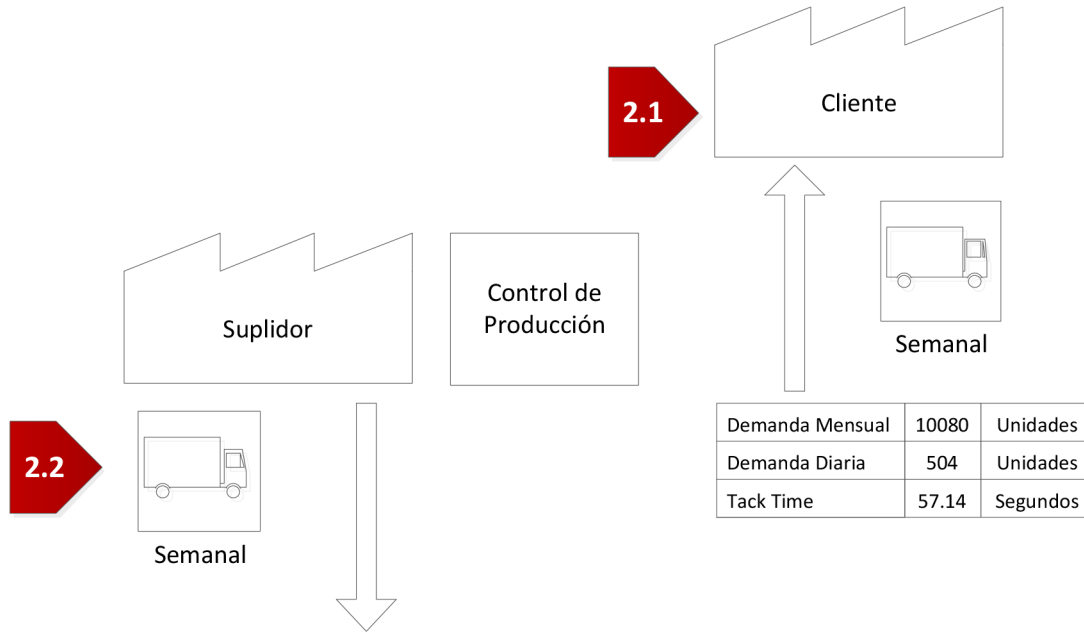 2.1
Cliente
Suplidor
Control de
Producción
Semanal
Demanda Mensual 10080 Unidades
Demanda Diaria 504 Unidades
Tack Time 57.14 Segundos
2.2
Semanal